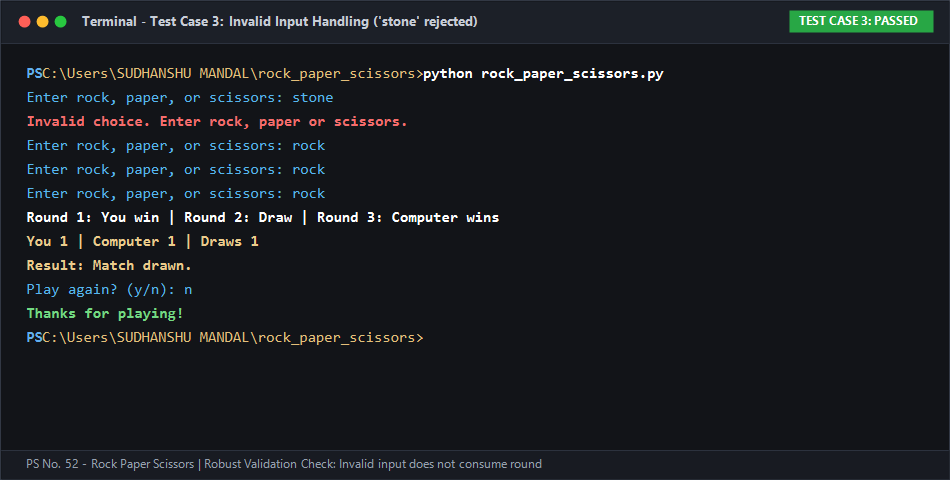 Terminal - Test Case 3: Invalid Input Handling ('stone' rejected)
TEST CASE 3: PASSED
PSC:\Users\SUDHANSHU MANDAL\rock_paper_scissors>python rock_paper_scissors.py
Enter rock, paper, or scissors: stone
Invalid choice. Enter rock, paper or scissors.
Enter rock, paper, or scissors: rock
Enter rock, paper, or scissors: rock
Enter rock, paper, or scissors: rock
Round 1: You win | Round 2: Draw | Round 3: Computer wins
You 1 | Computer 1 | Draws 1
Result: Match drawn.
Play again? (y/n): n
Thanks for playing!
PSC:\Users\SUDHANSHU MANDAL\rock_paper_scissors>
PS No. 52 - Rock Paper Scissors | Robust Validation Check: Invalid input does not consume round